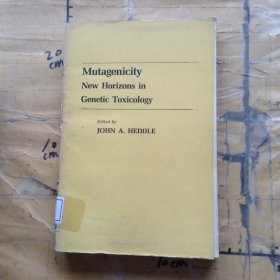 20
cm
Mutagenicity
New Horizons in
Genetic Toxicology
Edited by
JOHN A. HEDDLE
10
cm
10cm